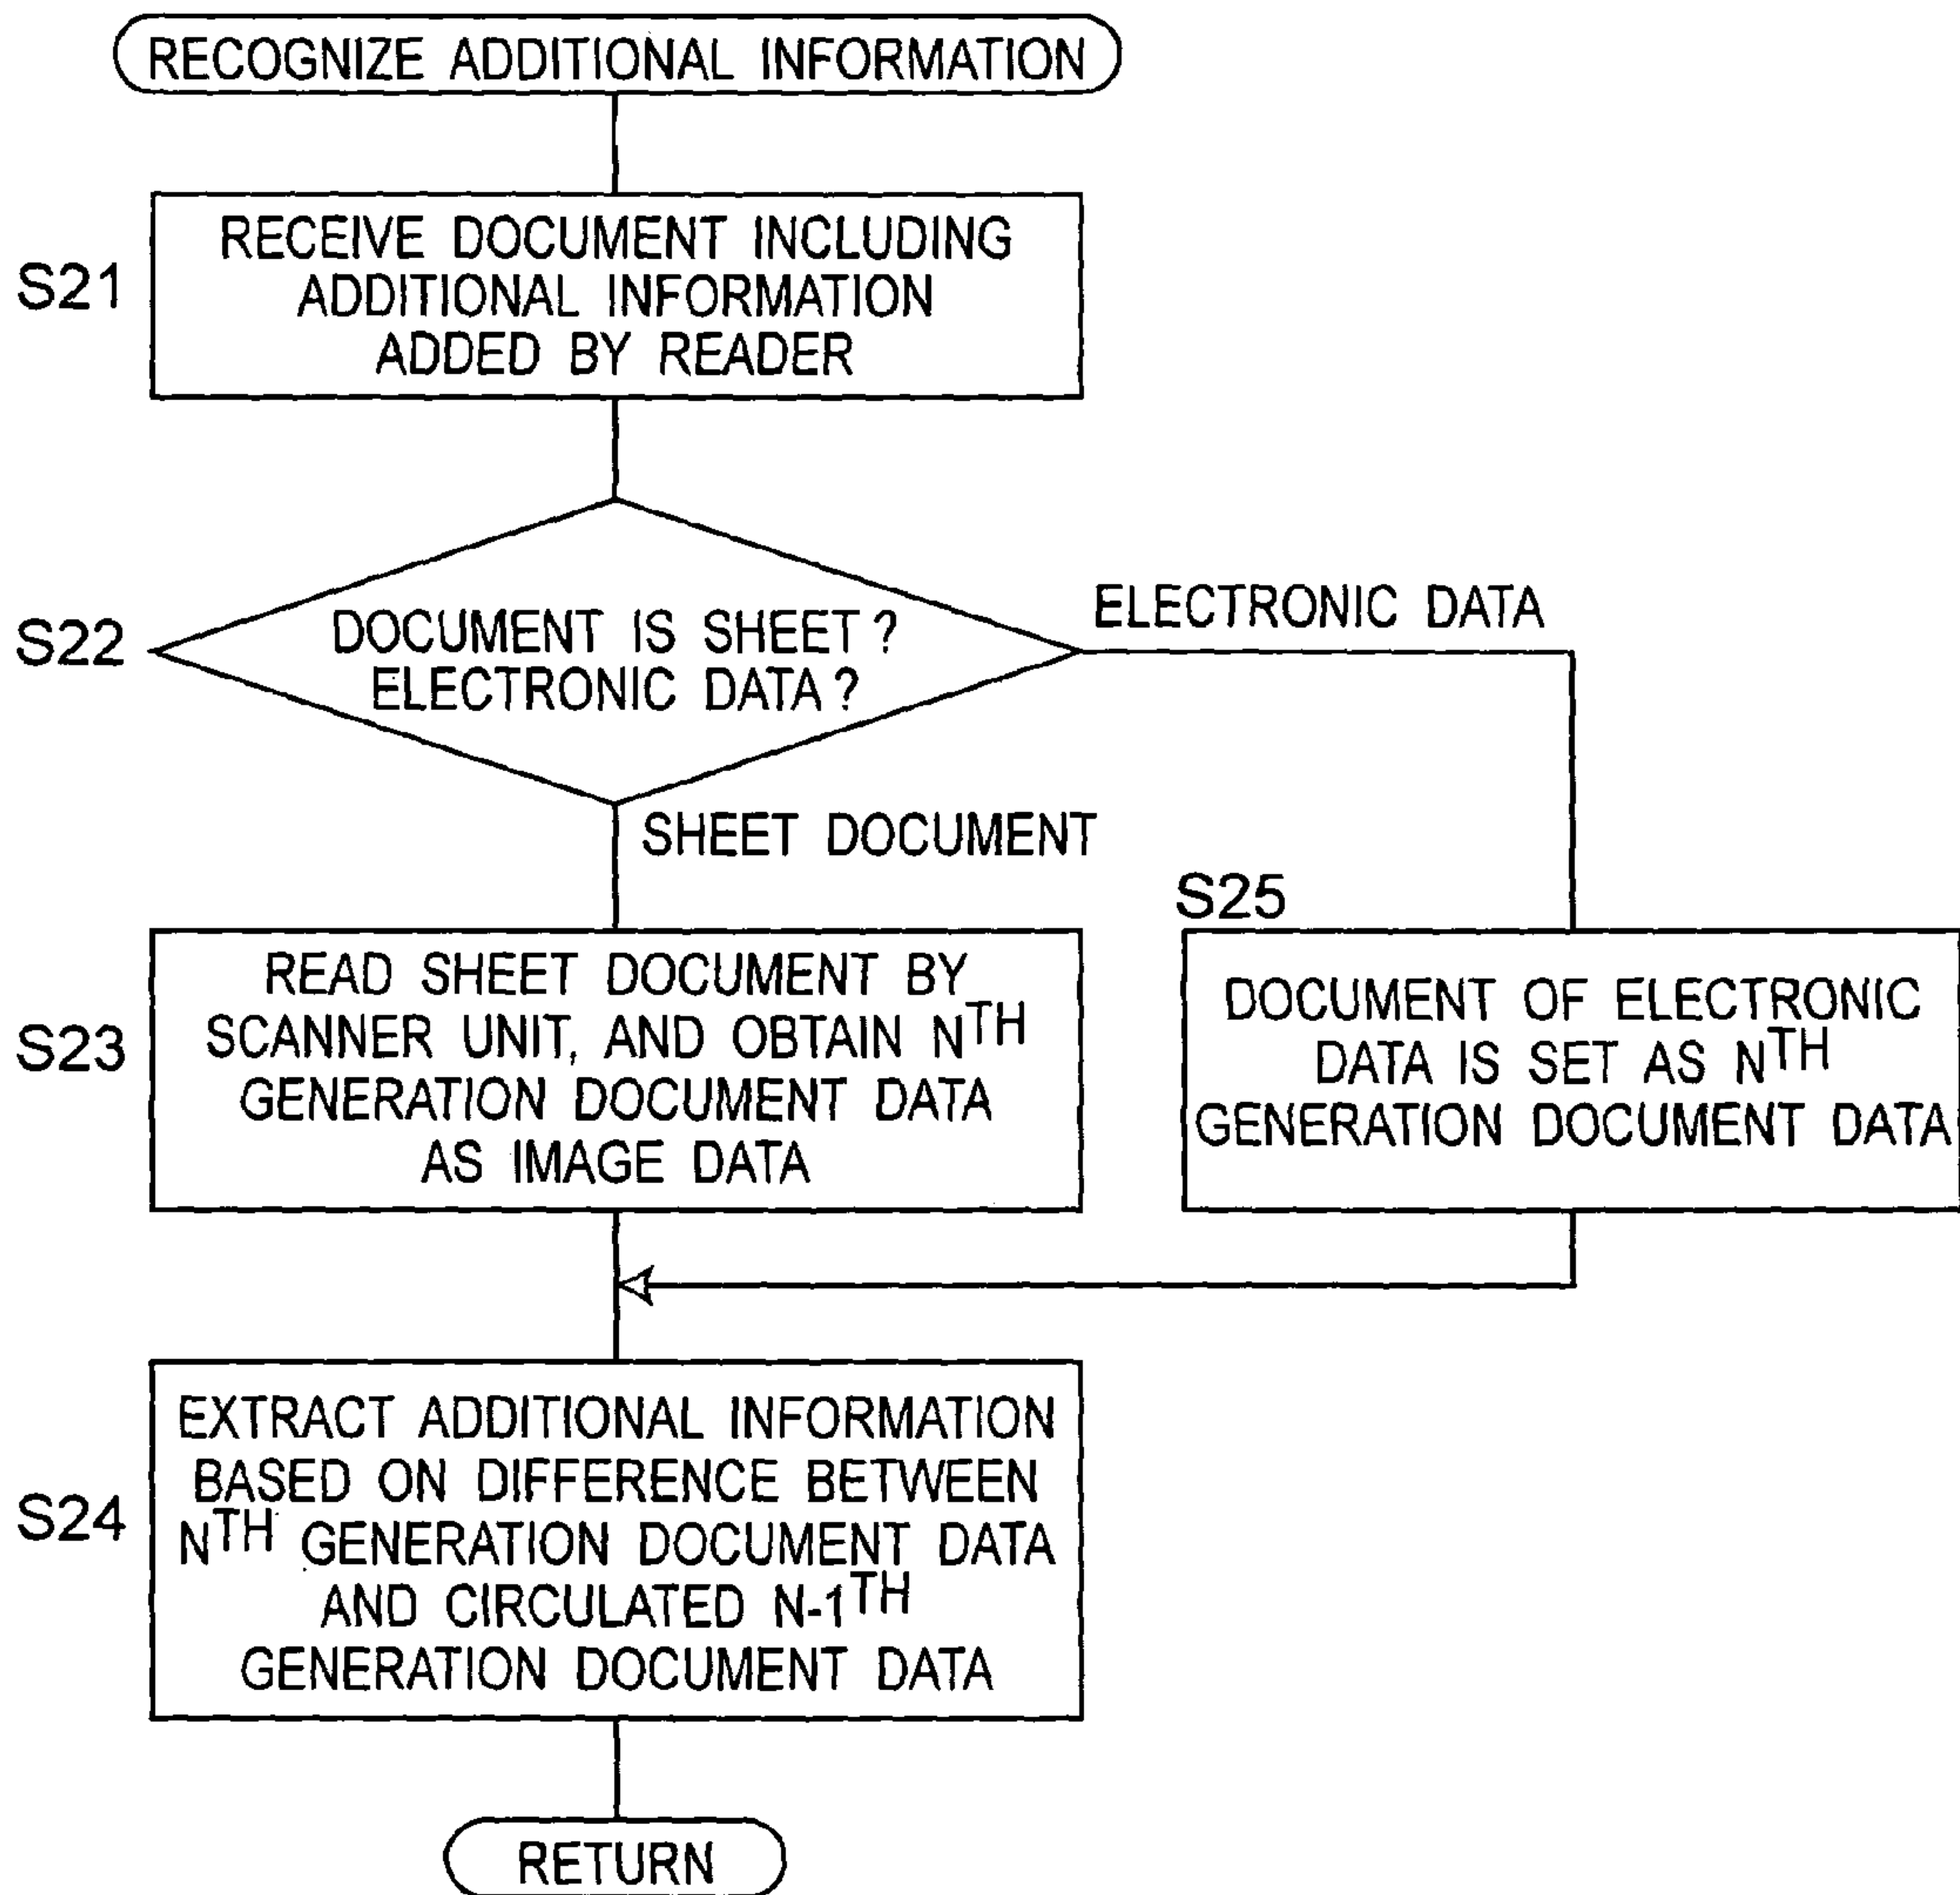 RECOGNIZE ADDITIONAL INFORMATION
S21
RECEIVE DOCUMENT INCLUDING
ADDITIONAL INFORMATION
ADDED BY READER
S22
DOCUMENT IS SHEET?
ELECTRONIC DATA?
ELECTRONIC DATA
SHEET DOCUMENT
S23
READ SHEET DOCUMENT BY
SCANNER UNIT, AND OBTAIN NTH
GENERATION DOCUMENT DATA
AS IMAGE DATA
S25
DOCUMENT OF ELECTRONIC
DATA IS SET AS NTH
GENERATION DOCUMENT DATA
S24
EXTRACT ADDITIONAL INFORMATION
BASED ON DIFFERENCE BETWEEN
NTH GENERATION DOCUMENT DATA
AND CIRCULATED N-1TH
GENERATION DOCUMENT DATA
RETURN